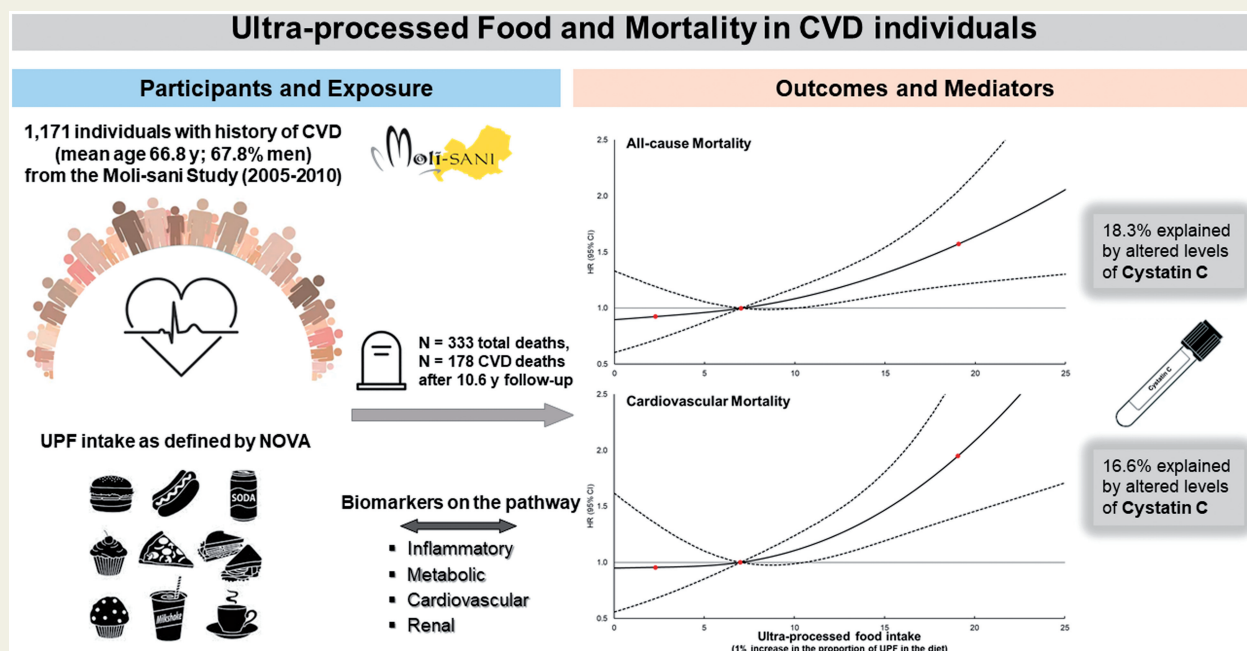 Ultra-processed Food and Mortality in CVD individuals
Participants and Exposure
1,171 individuals with history of CVD
(mean age 66.8 y; 67.8% men)
from the Moli-sani Study (2005-2010)
Moli-SANI
UPF intake as defined by NOVA
SODA
Milkshake
N = 333 total deaths,
N = 178 CVD deaths
after 10.6 y follow-up
Biomarkers on the pathway
▪ Inflammatory
▪ Metabolic
▪ Cardiovascular
▪ Renal
Outcomes and Mediators
All-cause Mortality
HR (95% CI)
2.5
2.0
1.5
1.0
0.5
0 5 10 15 20 25
Cardiovascular Mortality
HR (95% CI)
2.5
2.0
1.5
1.0
0.5
0 5 10 15 20 25
Ultra-processed food intake
(1% increase in the proportion of UPF in the diet)
18.3% explained
by altered levels
of Cystatin C
Cystatin C
16.6% explained
by altered levels
of Cystatin C